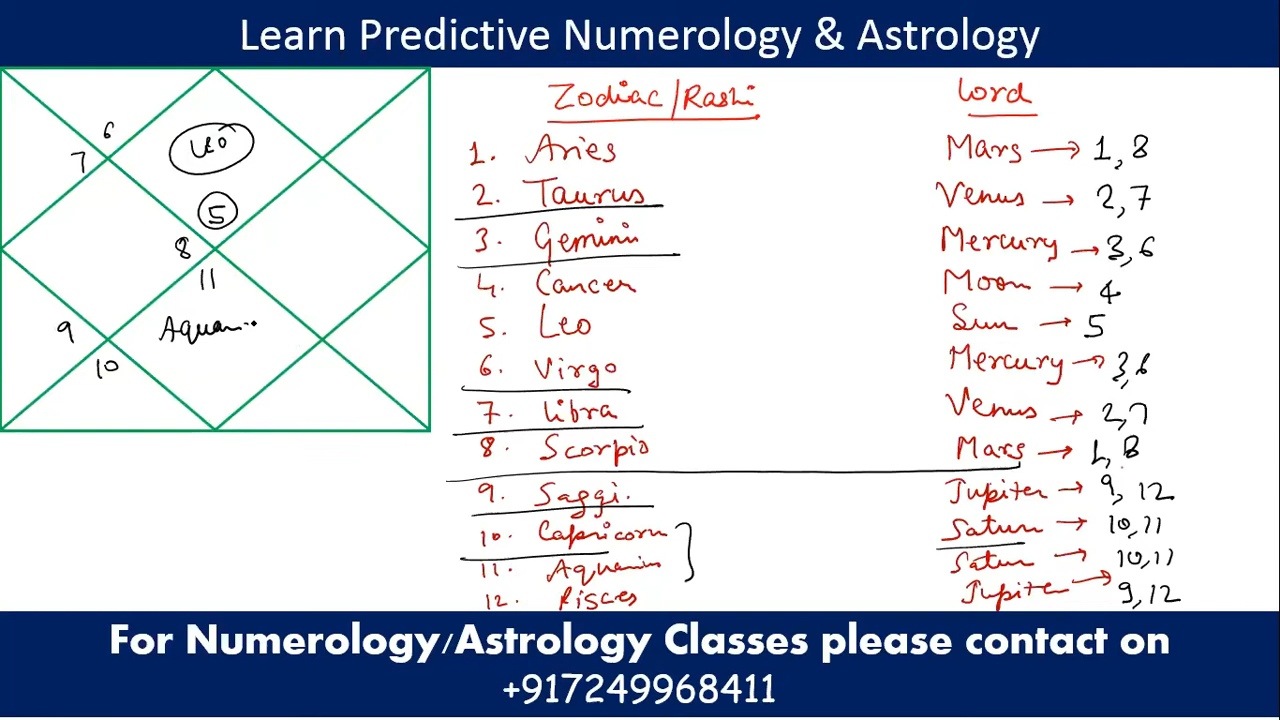 Learn Predictive Numerology & Astrology
6
7
Leo
5
8
11
Aquari
9
10
Zodiac/Rashi Lord
1. Aries Mars → 1, 8
2. Taurus Venus → 2, 7
3. Gemini Mercury → 3, 6
4. Cancer Moon → 4
5. Leo Sun → 5
6. Virgo Mercury → 3, 6
7. Libra Venus → 2, 7
8. Scorpio Mars → 1, 8
9. Saggi. Jupiter → 9, 12
10. Capricorn Saturn → 10, 11
11. Aquarius Saturn → 10, 11
12. Pisces Jupiter → 9, 12
For Numerology/Astrology Classes please contact on
+917249968411